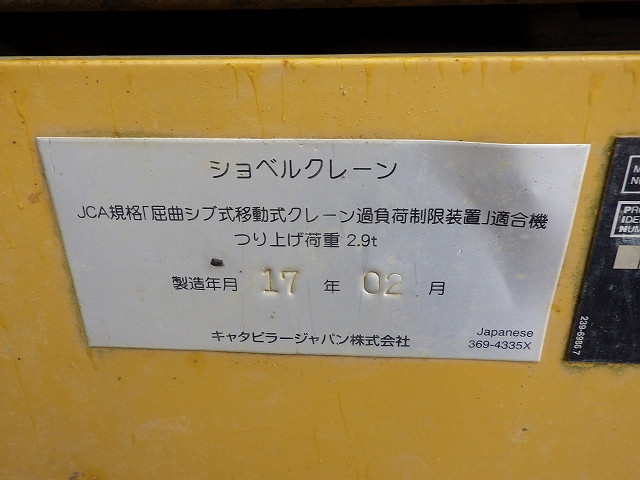 ショベルクレーン
JCA規格「屈曲ジブ式移動式クレーン過負荷制限装置」適合機
つり上げ荷重 2.9t
製造年月 17 年 02 月
キャタピラージャパン株式会社
Japanese
369-4335X
239-6986 7